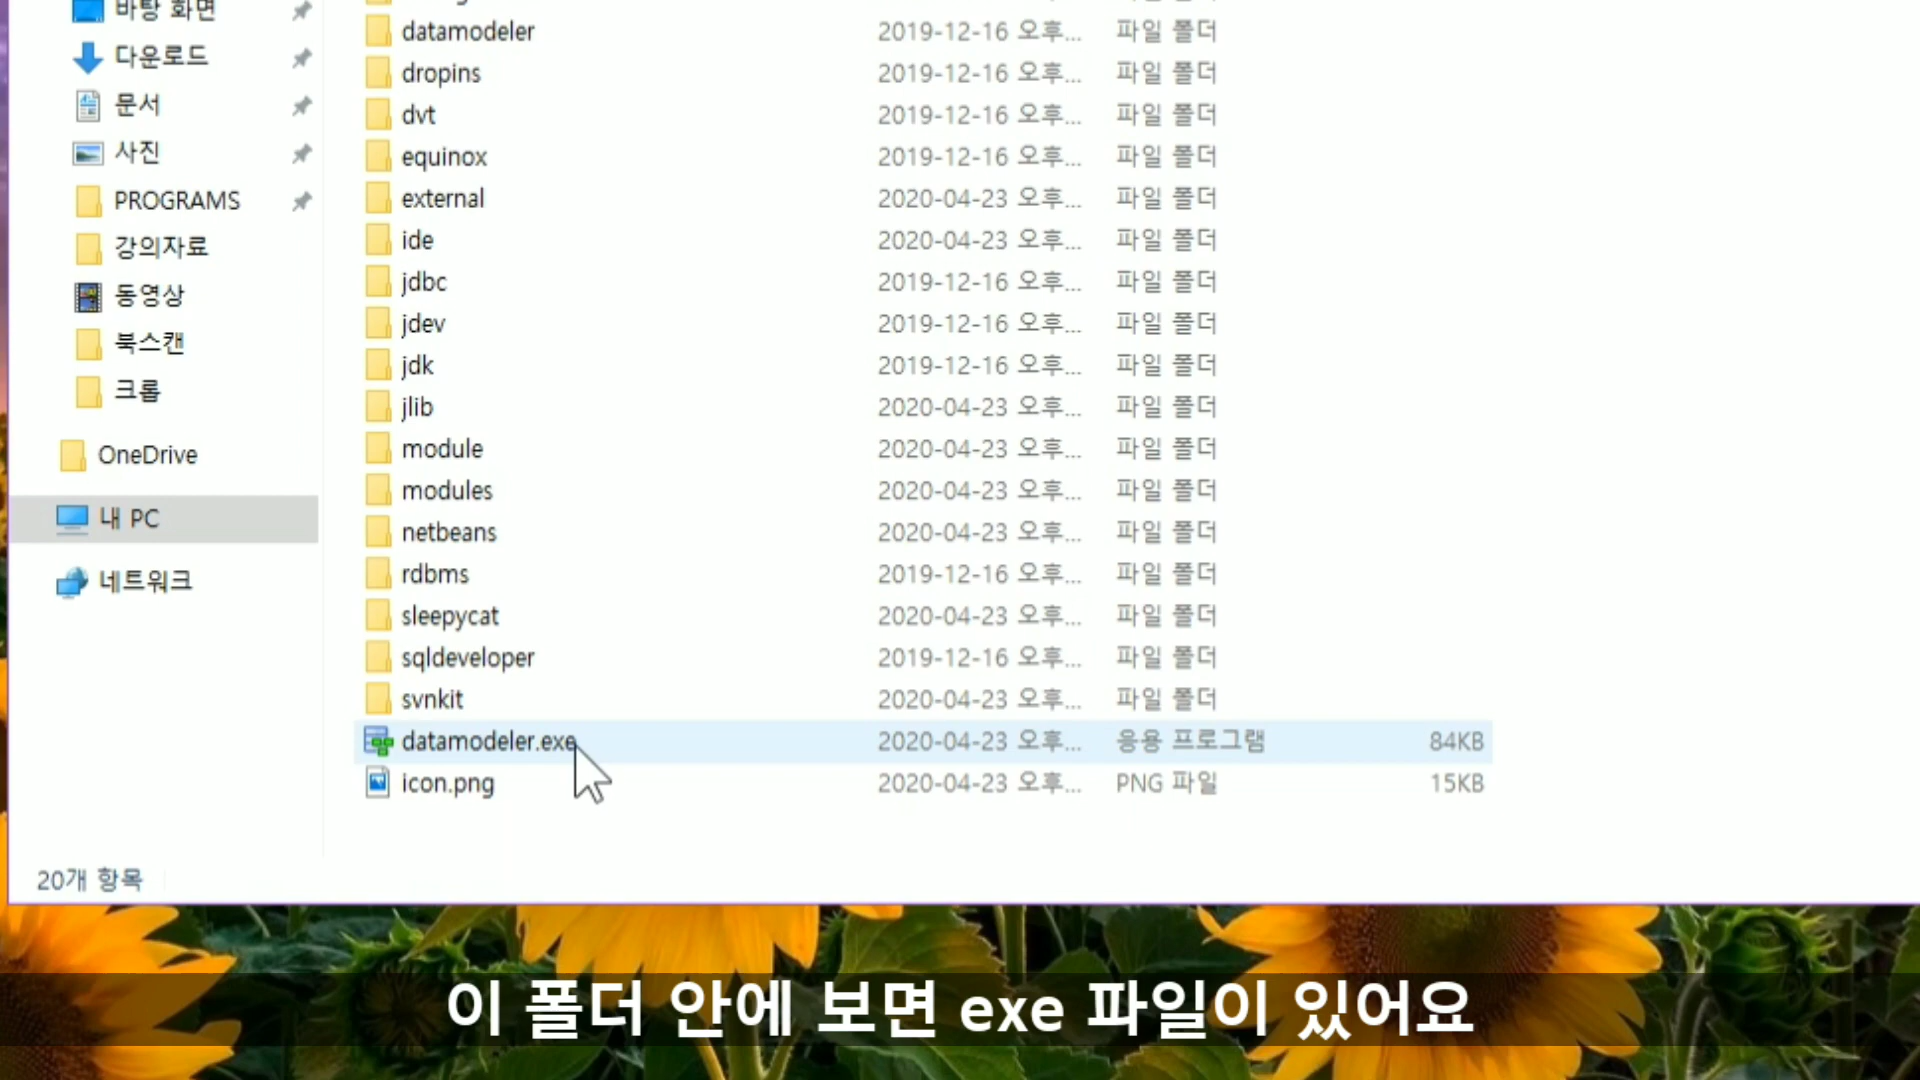 바탕 화면
다운로드
문서
사진
PROGRAMS
강의자료
동영상
북스캔
크롭
OneDrive
내 PC
네트워크
20개 항목
datamodeler 2019-12-16 오후... 파일 폴더
dropins 2019-12-16 오후... 파일 폴더
dvt 2019-12-16 오후... 파일 폴더
equinox 2019-12-16 오후... 파일 폴더
external 2020-04-23 오후... 파일 폴더
ide 2020-04-23 오후... 파일 폴더
jdbc 2019-12-16 오후... 파일 폴더
jdev 2019-12-16 오후... 파일 폴더
jdk 2019-12-16 오후... 파일 폴더
jlib 2020-04-23 오후... 파일 폴더
module 2020-04-23 오후... 파일 폴더
modules 2020-04-23 오후... 파일 폴더
netbeans 2020-04-23 오후... 파일 폴더
rdbms 2019-12-16 오후... 파일 폴더
sleepycat 2020-04-23 오후... 파일 폴더
sqldeveloper 2019-12-16 오후... 파일 폴더
svnkit 2020-04-23 오후... 파일 폴더
datamodeler.exe 2020-04-23 오후... 응용 프로그램 84KB
icon.png 2020-04-23 오후... PNG 파일 15KB
이 폴더 안에 보면 exe 파일이 있어요